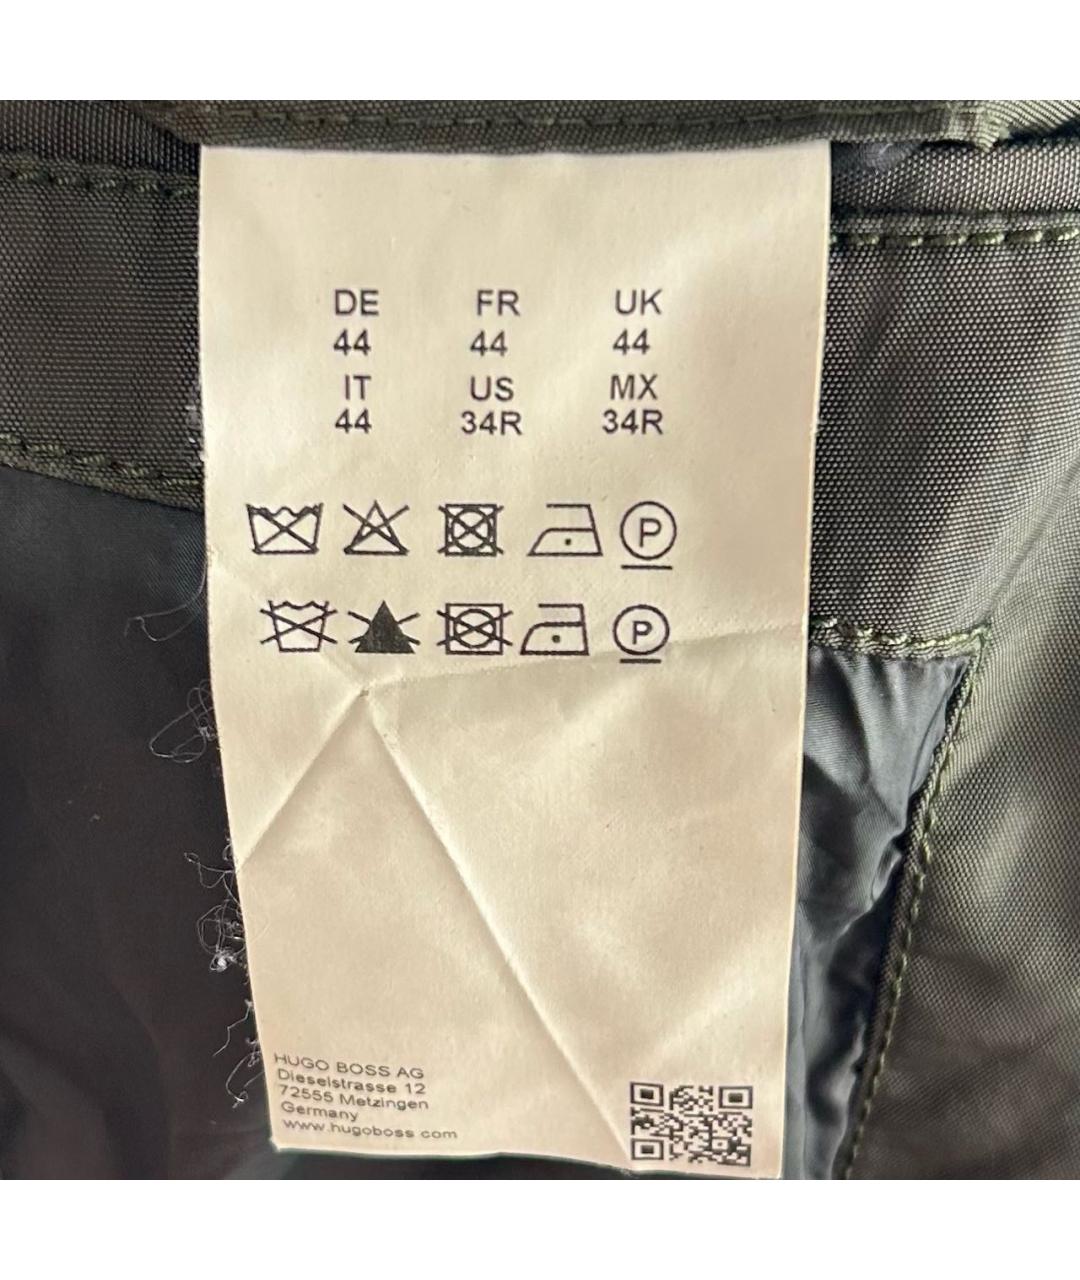 DE FR UK
44 44 44
IT US MX
44 34R 34R
P
P
HUGO BOSS AG
Dieselstrasse 12
72555 Metzingen
Germany
www.hugoboss.com